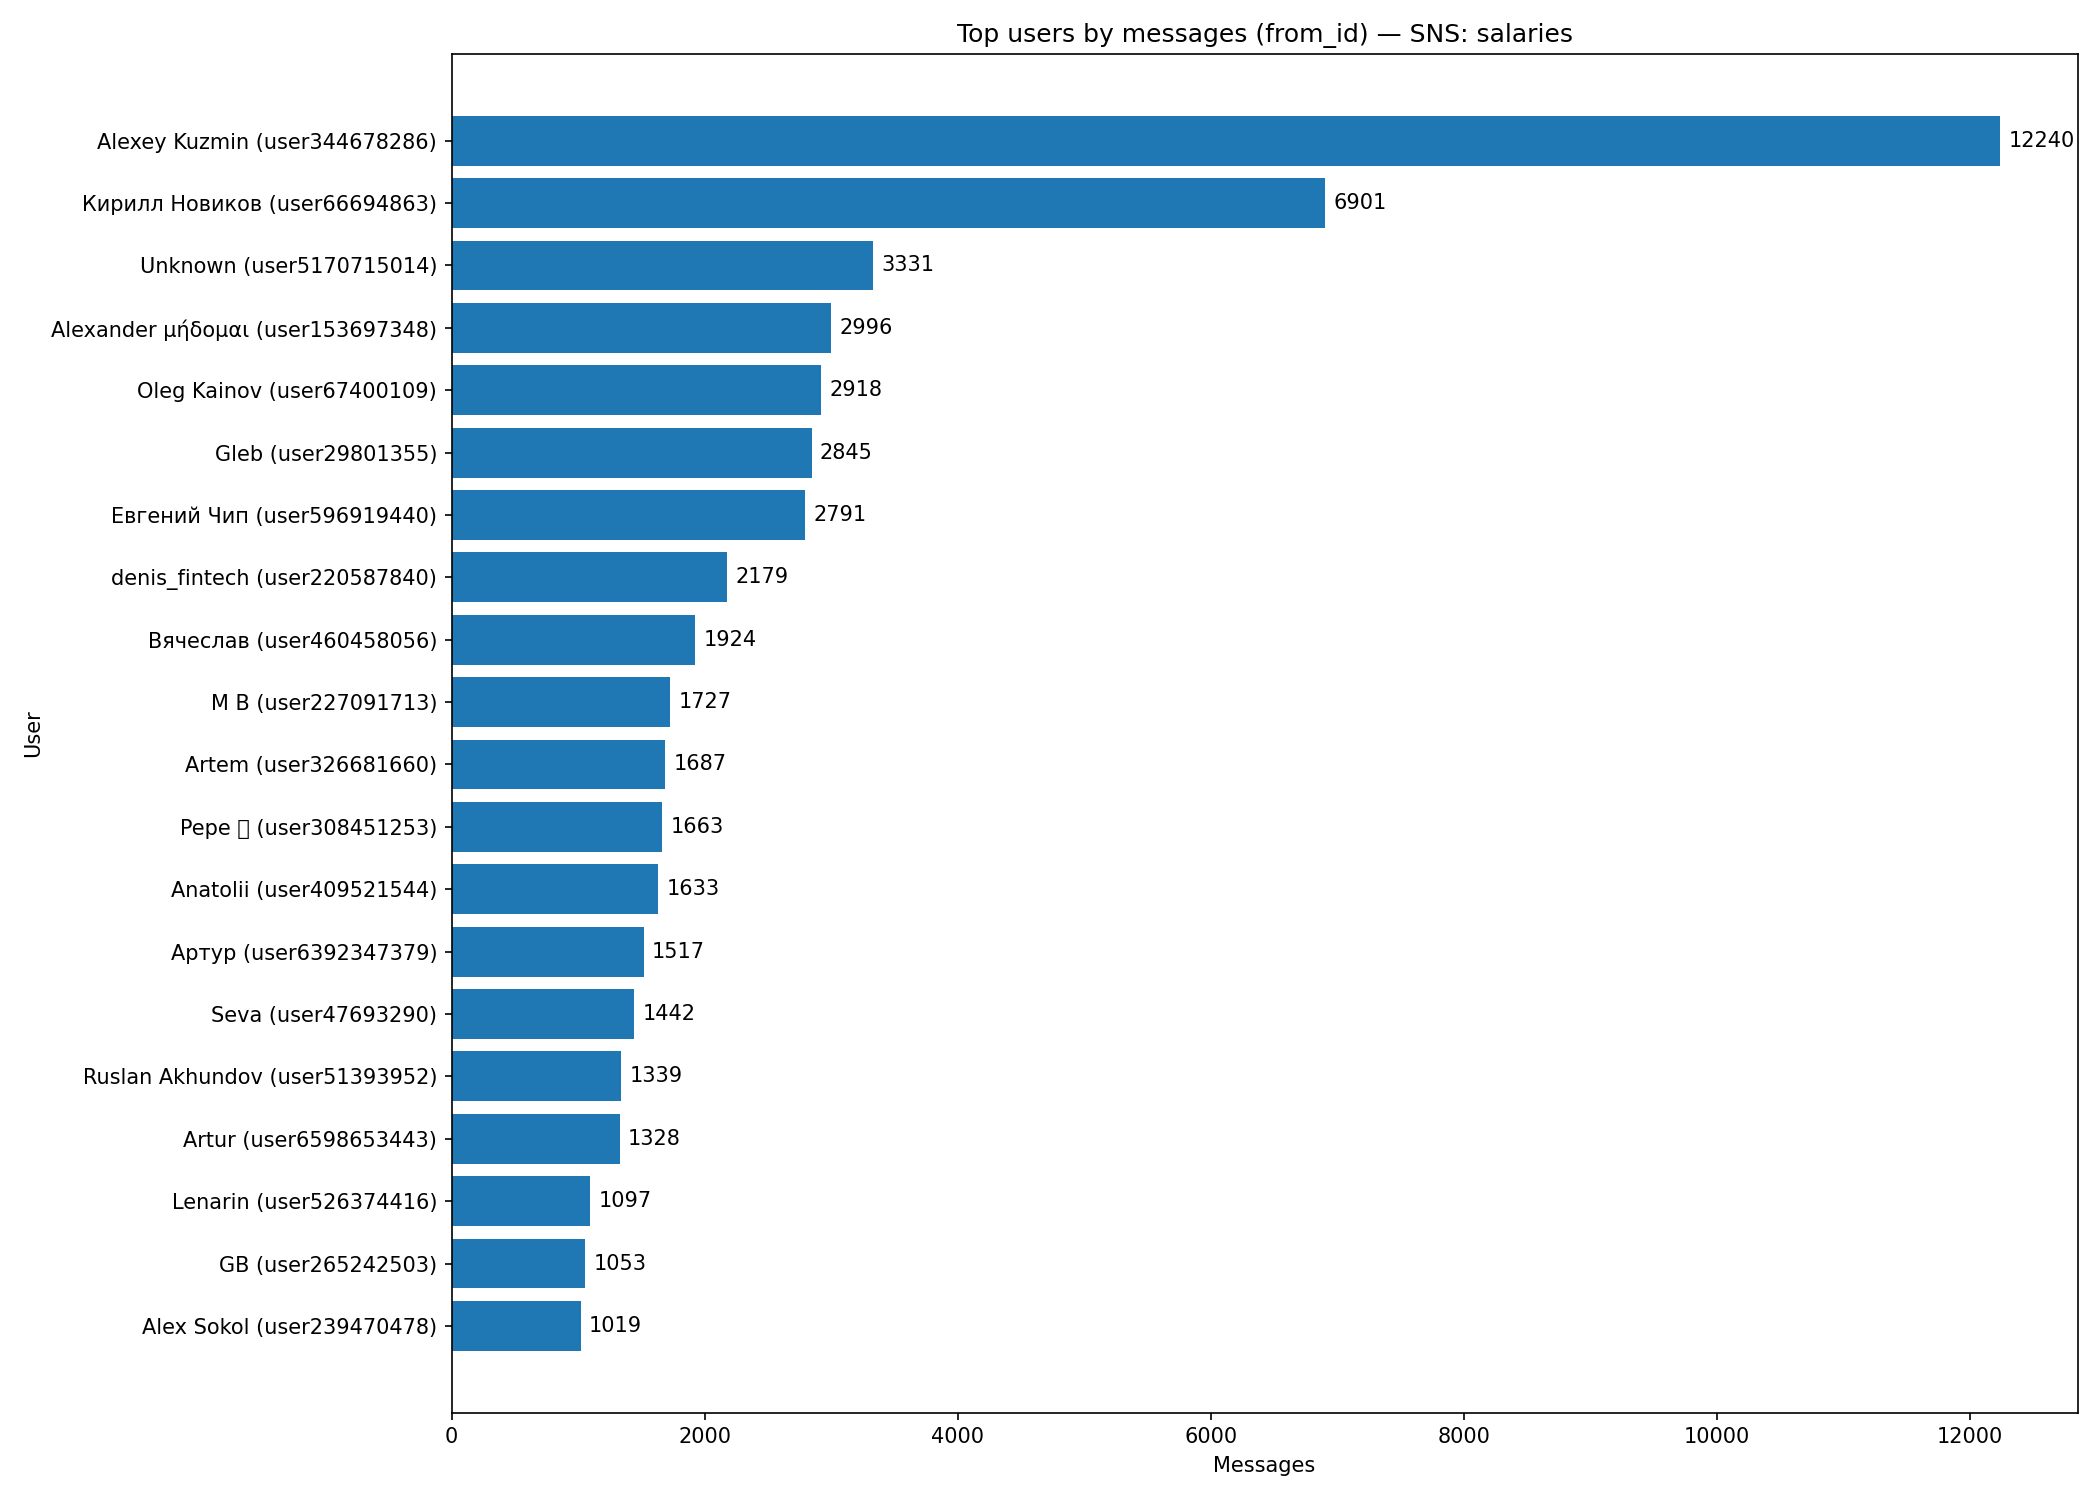 Top users by messages (from_id) — SNS: salaries
Alexey Kuzmin (user344678286) 12240
Кирилл Новиков (user66694863) 6901
Unknown (user5170715014) 3331
Alexander μήδομαι (user153697348) 2996
Oleg Kainov (user67400109) 2918
Gleb (user29801355) 2845
Евгений Чип (user596919440) 2791
denis_fintech (user220587840) 2179
Вячеслав (user460458056) 1924
M B (user227091713) 1727
Artem (user326681660) 1687
Pepe ▯ (user308451253) 1663
Anatolii (user409521544) 1633
Артур (user6392347379) 1517
Seva (user47693290) 1442
Ruslan Akhundov (user51393952) 1339
Artur (user6598653443) 1328
Lenarin (user526374416) 1097
GB (user265242503) 1053
Alex Sokol (user239470478) 1019
User
0 2000 4000 6000 8000 10000 12000
Messages